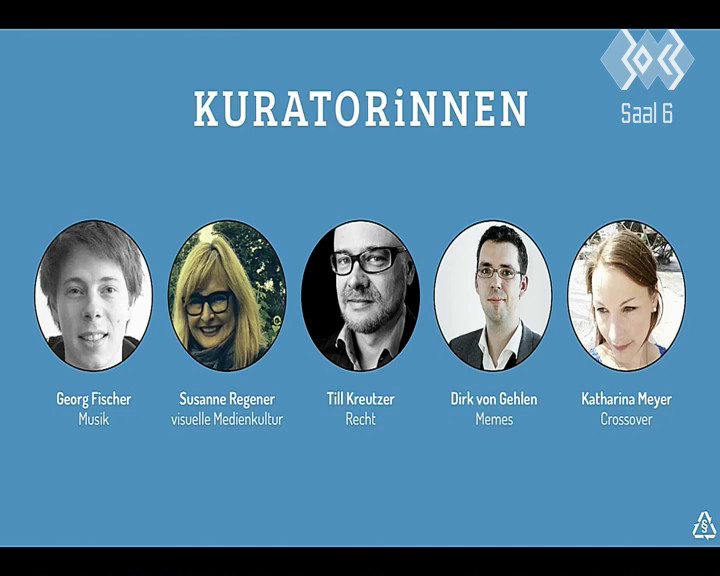 Saal 6
KURATORiNNEN
Georg Fischer
Musik
Susanne Regener
visuelle Medienkultur
Till Kreutzer
Recht
Dirk von Gehlen
Memes
Katharina Meyer
Crossover
§